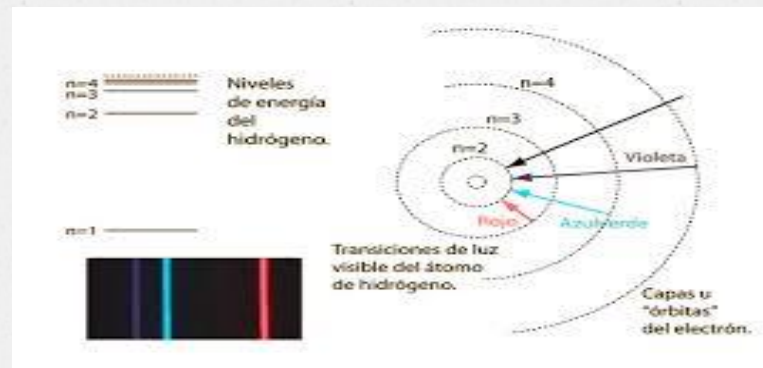 n=4
n=3
n=2
n=1
Niveles
de energía
del
hidrógeno.
n=4
n=3
n=2
Violeta
Rojo
Azulverde
Transiciones de luz
visible del átomo
de hidrógeno.
Capas u
"órbitas"
del electrón.